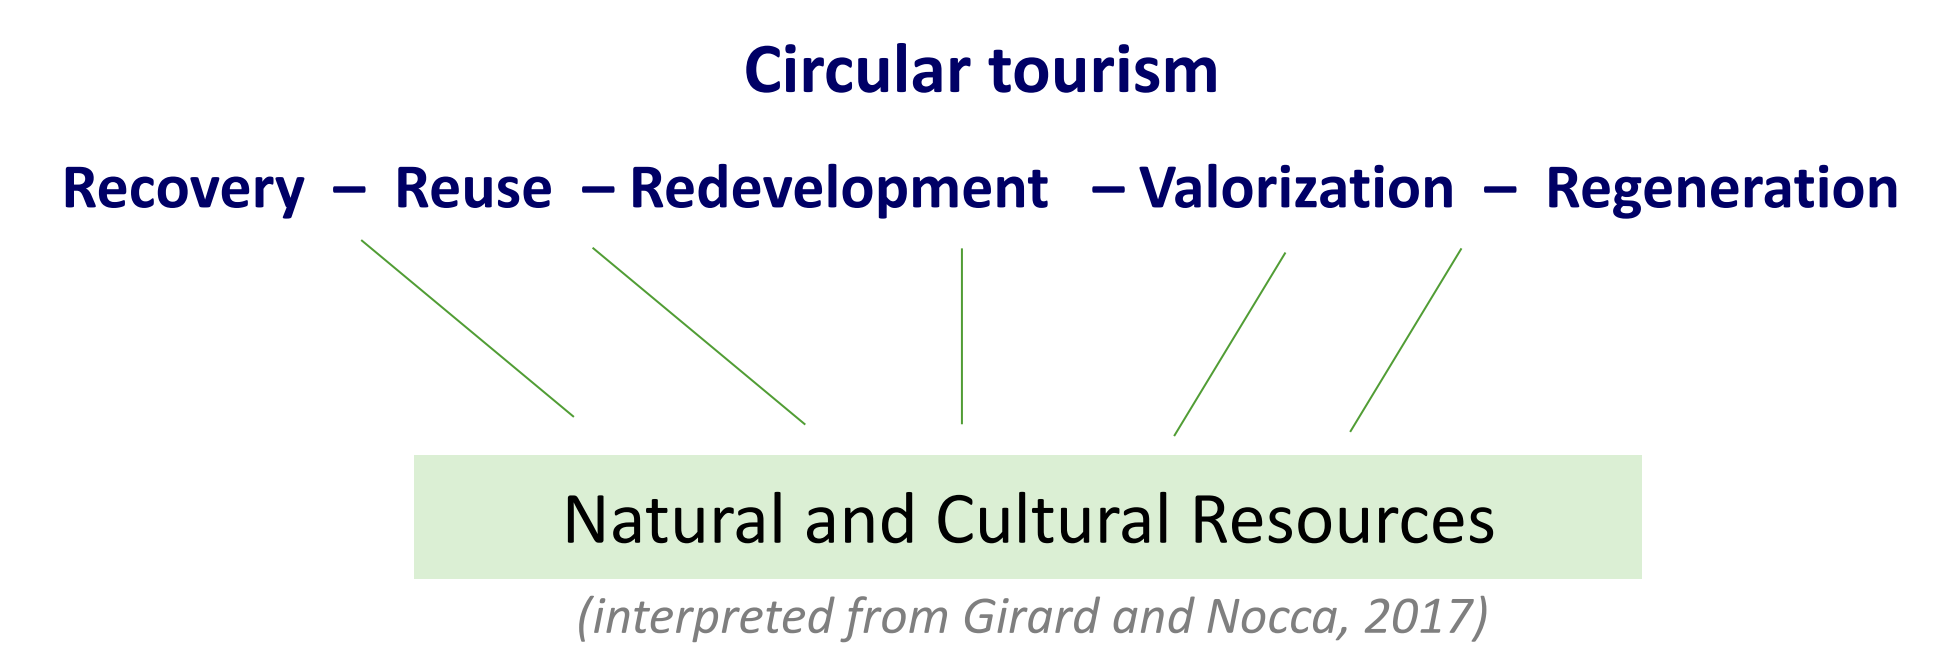 Circular tourism
Recovery – Reuse – Redevelopment – Valorization – Regeneration
Natural and Cultural Resources
(interpreted from Girard and Nocca, 2017)